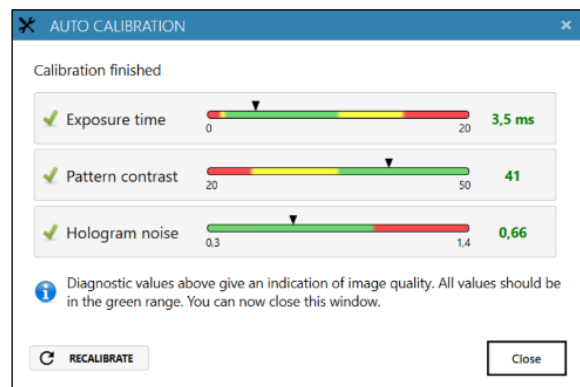 AUTO CALIBRATION
Calibration finished
Exposure time
0
20
3,5 ms
Pattern contrast
20
50
41
Hologram noise
0.3
1.4
0,66
Diagnostic values above give an indication of image quality. All values should be
in the green range. You can now close this window.
RECALIBRATE
Close